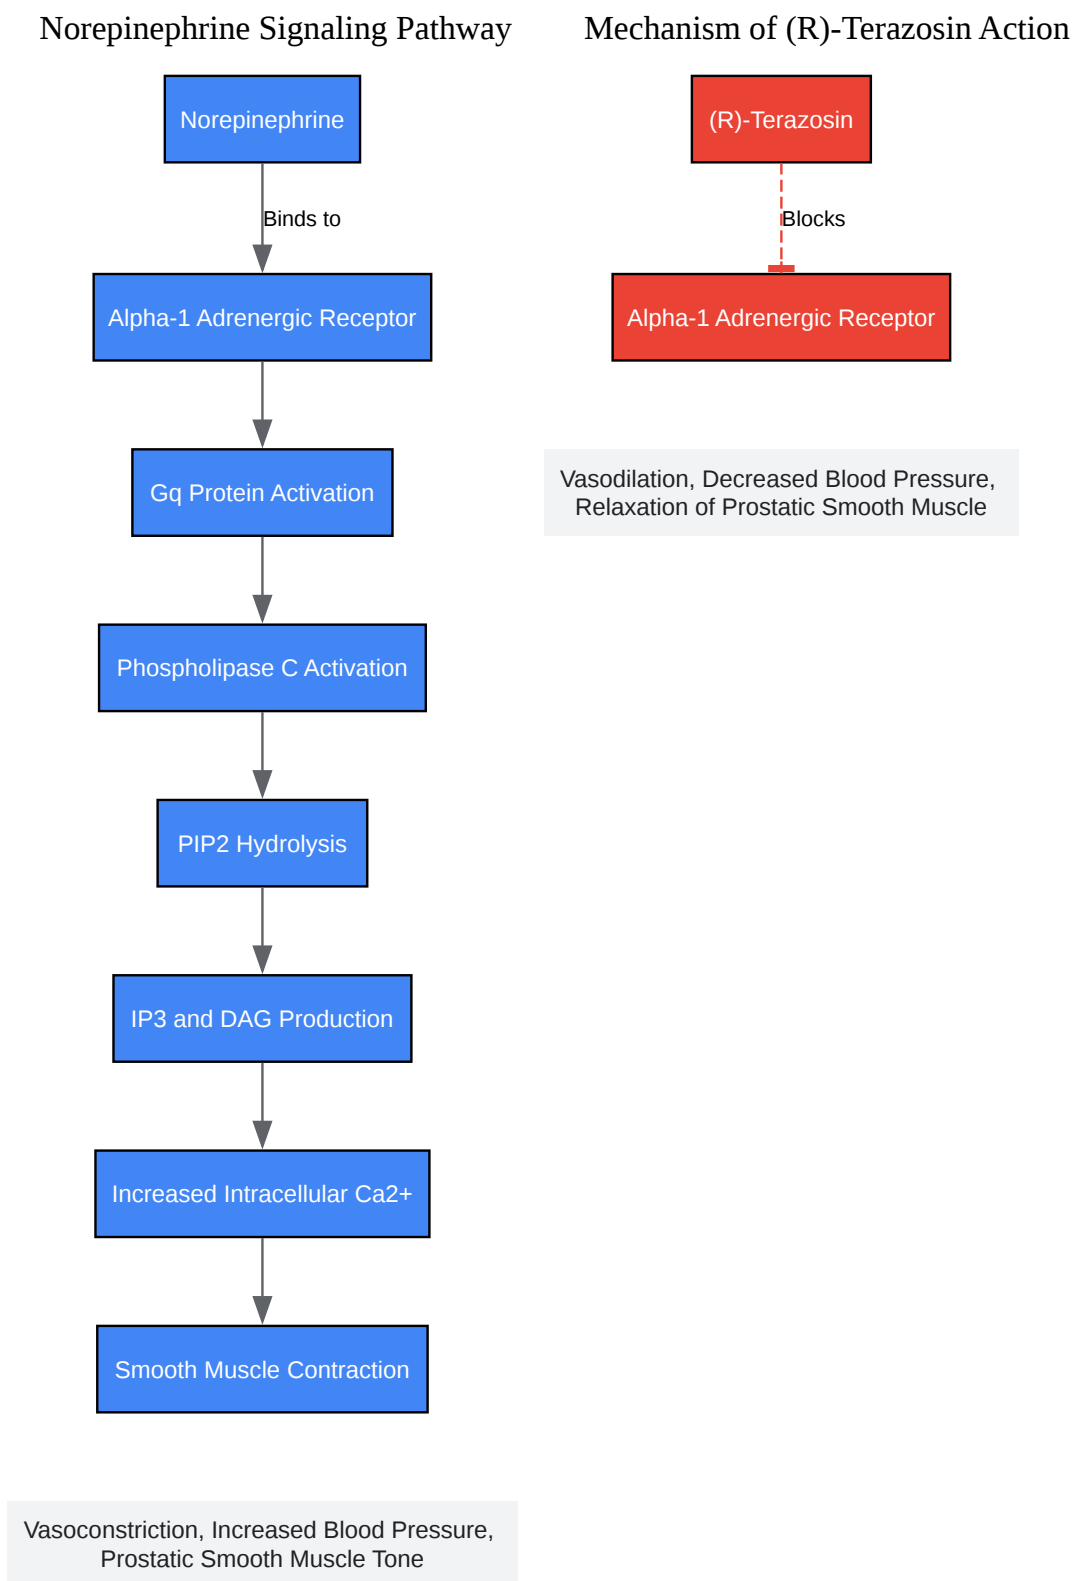 Norepinephrine Signaling Pathway
Norepinephrine
Binds to
Alpha-1 Adrenergic Receptor
Gq Protein Activation
Phospholipase C Activation
PIP2 Hydrolysis
IP3 and DAG Production
Increased Intracellular Ca2+
Smooth Muscle Contraction
Vasoconstriction, Increased Blood Pressure,
Prostatic Smooth Muscle Tone
Mechanism of (R)-Terazosin Action
(R)-Terazosin
Blocks
Alpha-1 Adrenergic Receptor
Vasodilation, Decreased Blood Pressure,
Relaxation of Prostatic Smooth Muscle